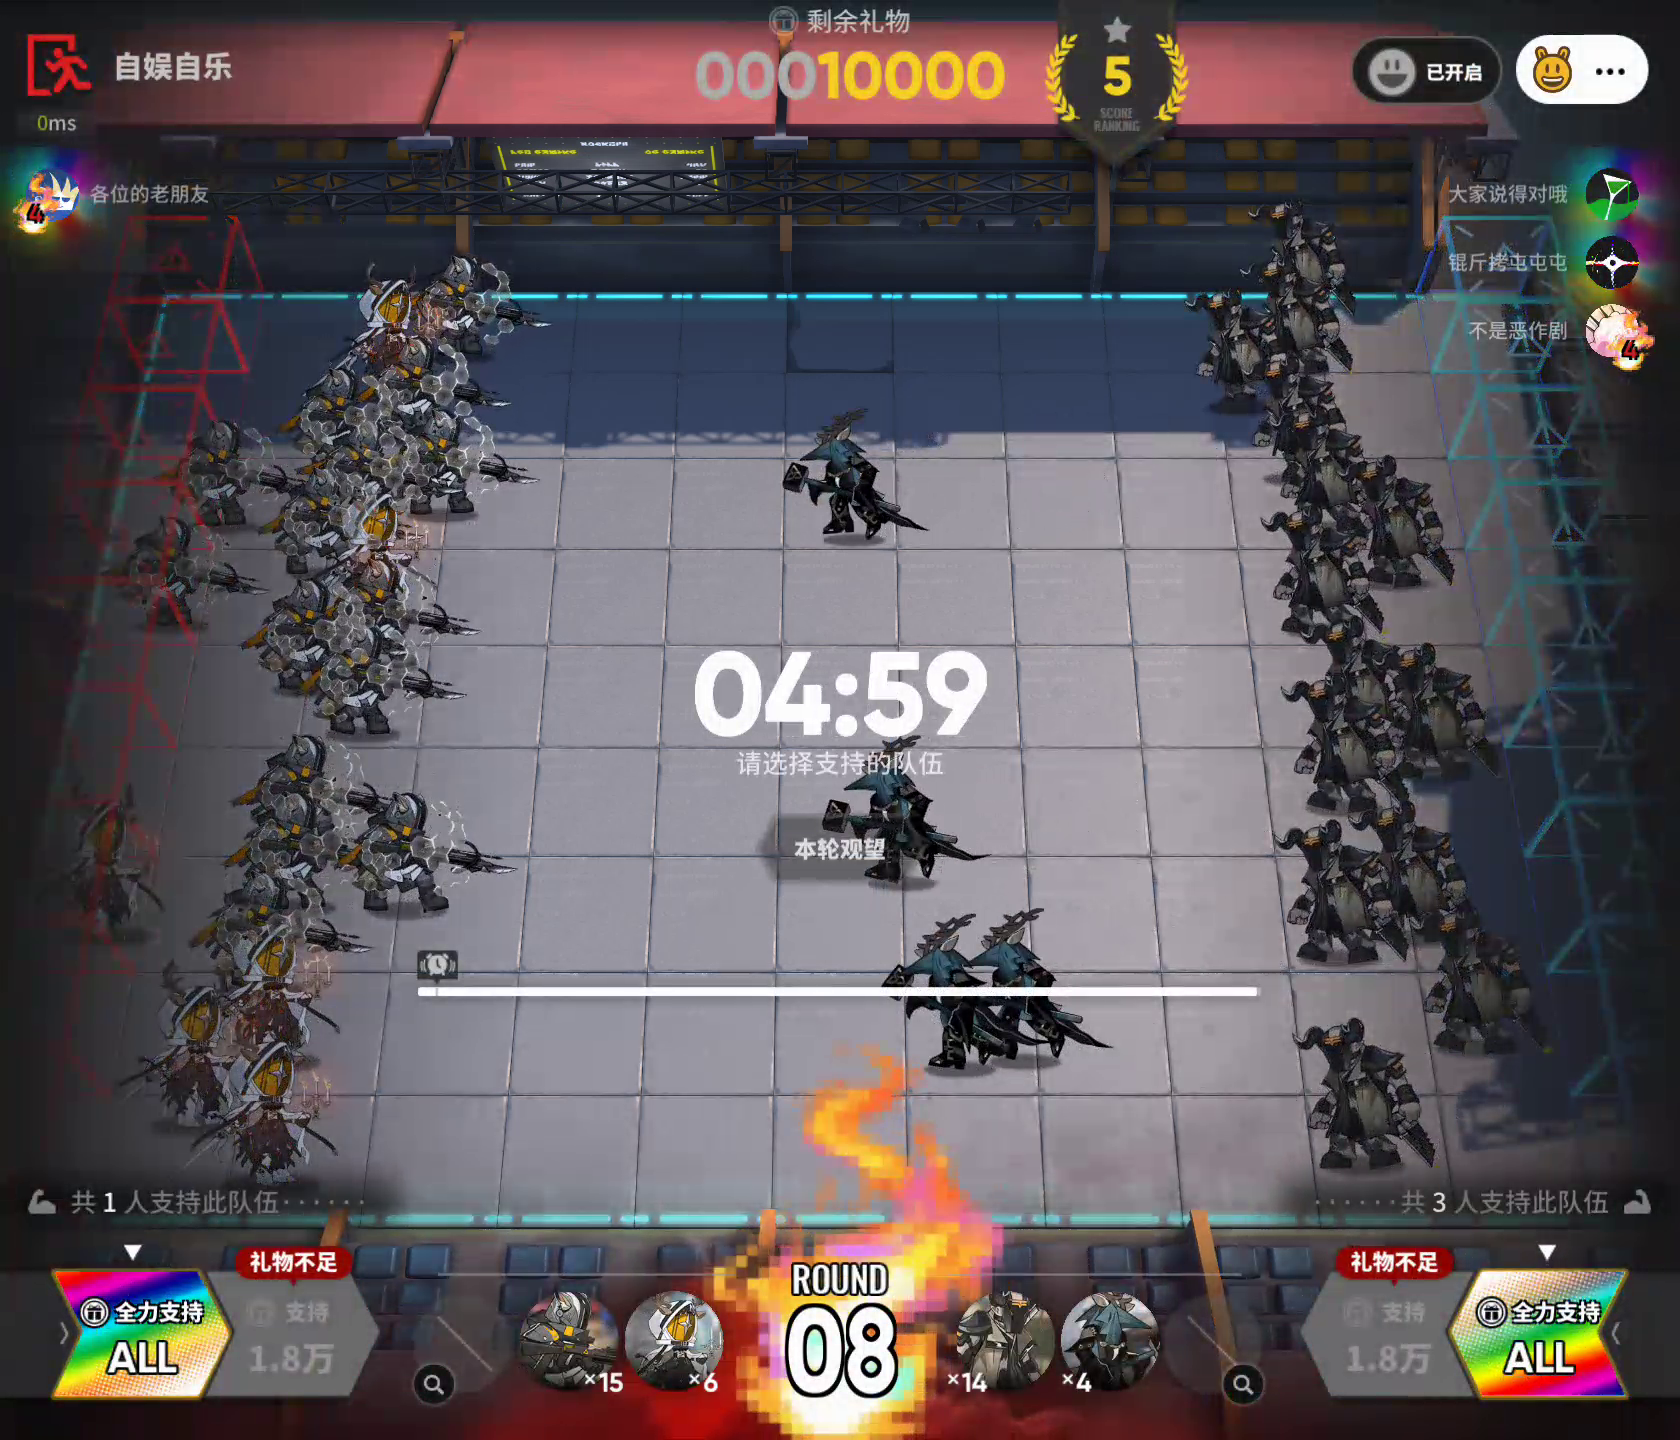 剩余礼物
00010000
自娱自乐
0ms
5
SCORE
RANKING
已开启
各位的老朋友
4
大家说得对哦
锟斤拷屯屯屯
不是恶作剧
4
04:59
请选择支持的队伍
本轮观望
共 1 人支持此队伍······
······共 3 人支持此队伍
礼物不足
全力支持
ALL
支持
1.8万
×15
×6
ROUND
08
×14
×4
礼物不足
支持
1.8万
全力支持
ALL